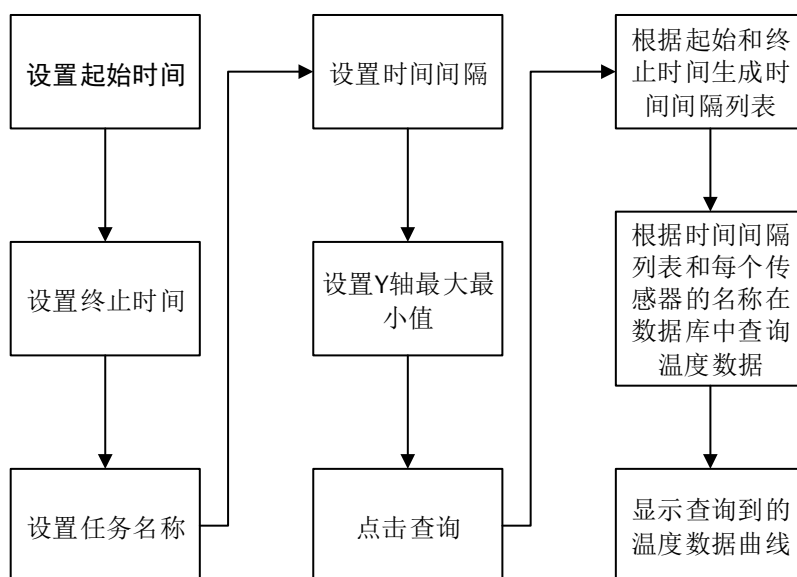 设置起始时间
设置终止时间
设置任务名称
设置时间间隔
设置Y轴最大最
小值
点击查询
根据起始和终
止时间生成时
间间隔列表
根据时间间隔
列表和每个传
感器的名称在
数据库中查询
温度数据
显示查询到的
温度数据曲线